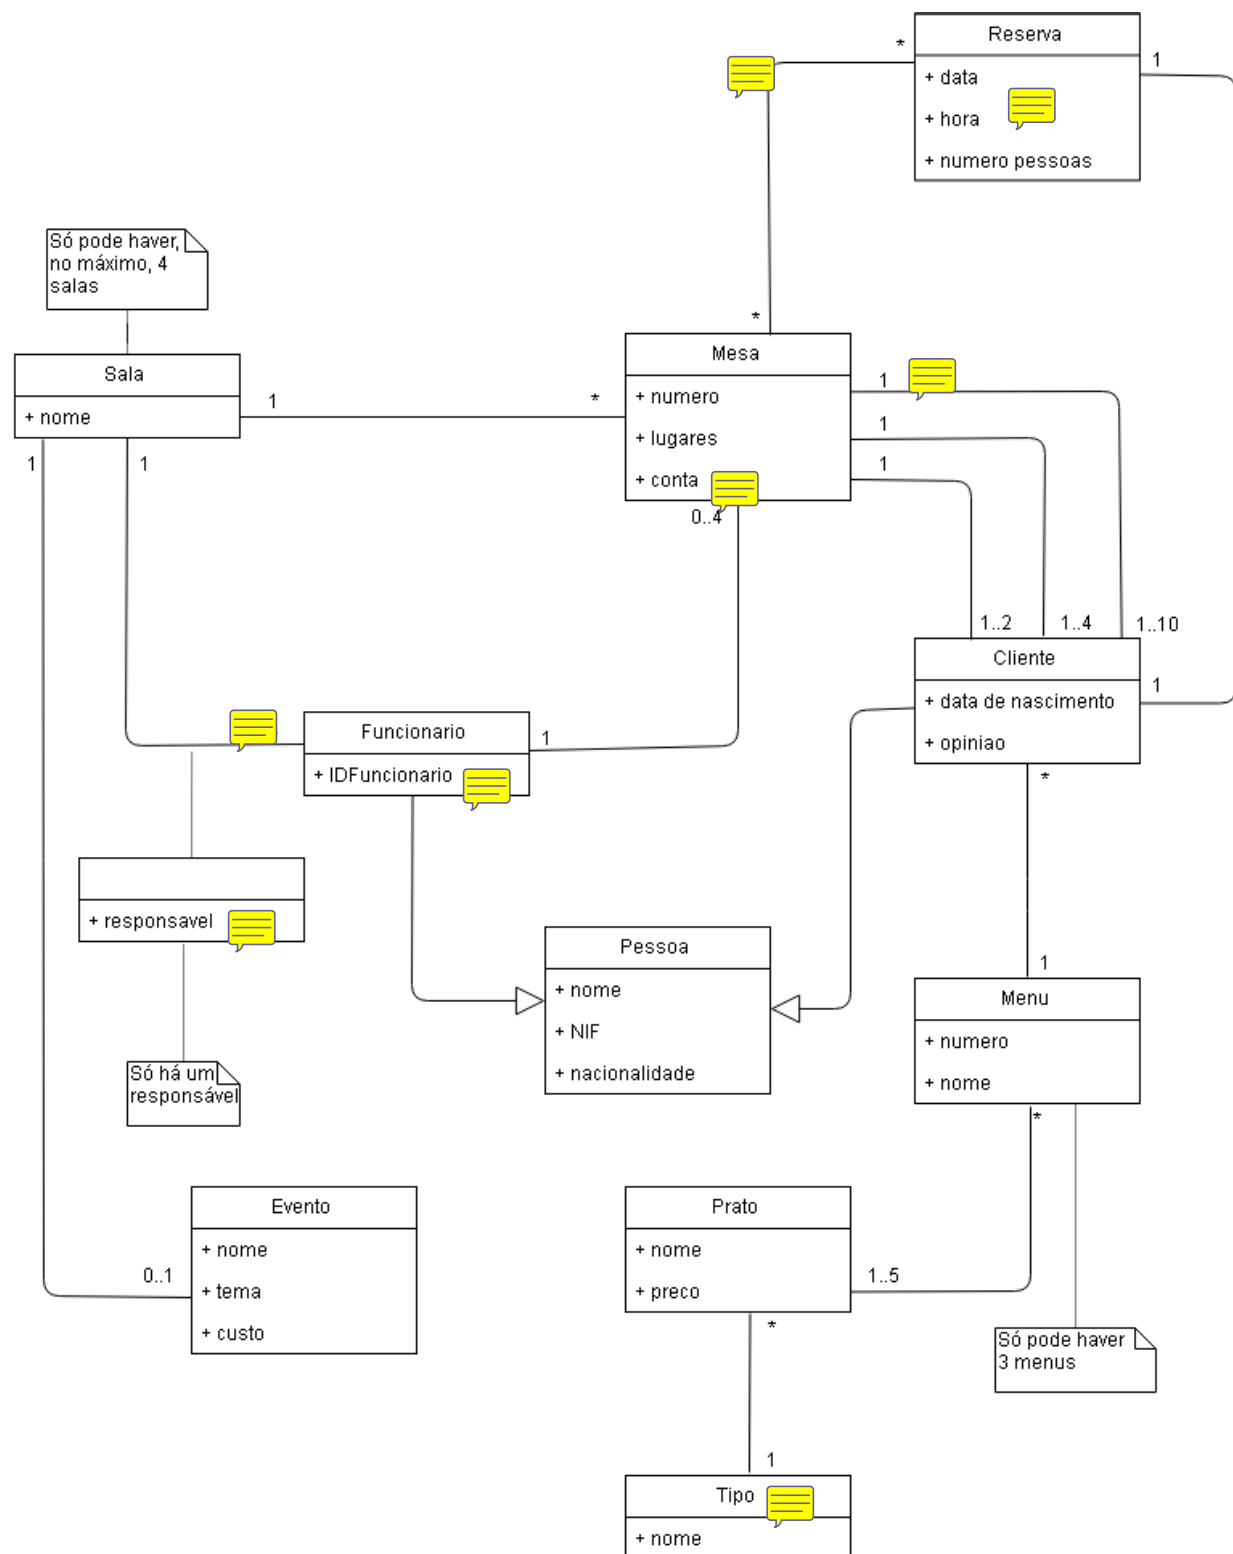 Reserva
+ data
+ hora
+ numero pessoas
*
1
Só pode haver,
no máximo, 4
salas
Sala
+ nome
1
*
1
1
*
Mesa
+ numero
+ lugares
+ conta
0..4
1
1
1
1..2
1..4
1..10
Cliente
+ data de nascimento
+ opiniao
1
*
Funcionario
+ IDFuncionario
1
+ responsavel
Só há um
responsável
Pessoa
+ nome
+ NIF
+ nacionalidade
1
Menu
+ numero
+ nome
*
Evento
+ nome
+ tema
+ custo
0..1
Prato
+ nome
+ preco
1..5
*
Só pode haver
3 menus
1
Tipo
+ nome